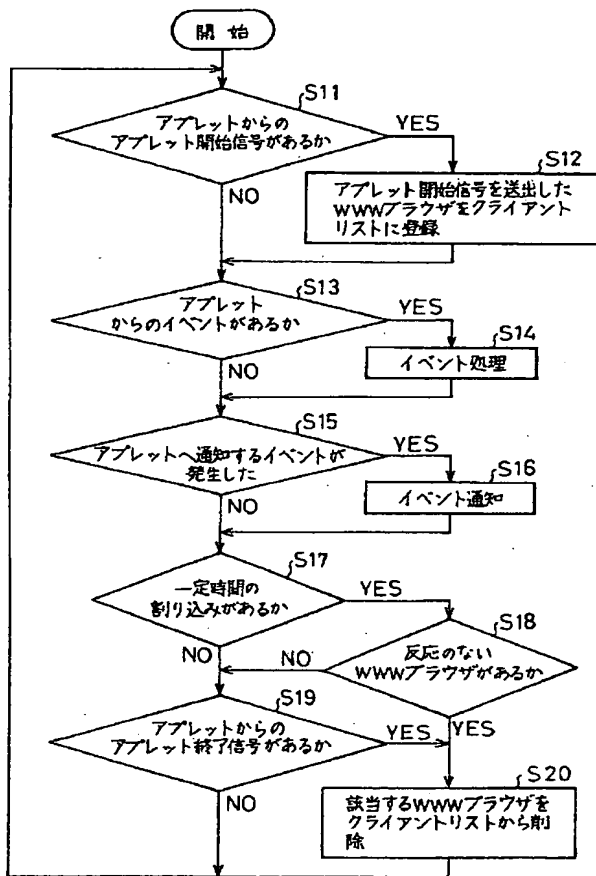 開始
S11
アプレットからの
アプレット開始信号があるか
YES
NO
S12
アプレット開始信号を送出した
WWWブラウザをクライアント
リストに登録
S13
アプレット
からのイベントがあるか
YES
NO
S14
イベント処理
S15
アプレットへ通知するイベントが
発生した
YES
NO
S16
イベント通知
S17
一定時間の
割り込みがあるか
YES
NO
S18
反応のない
WWWブラウザがあるか
NO
YES
S19
アプレットからの
アプレット終了信号があるか
YES
NO
S20
該当するWWWブラウザを
クライアントリストから削
除